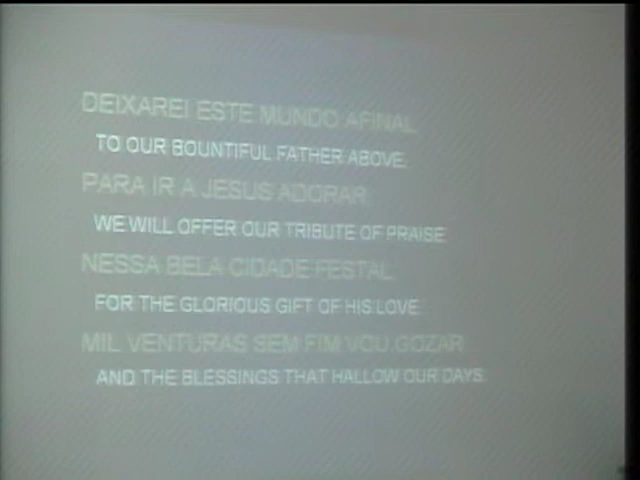 DEIXAREI ESTE MUNDO AFINAL
TO OUR BOUNTIFUL FATHER ABOVE.
PARA IR A JESUS ADORAR
WE WILL OFFER OUR TRIBUTE OF PRAISE
NESSA BELA CIDADE FESTAL
FOR THE GLORIOUS GIFT OF HIS LOVE
MIL VENTURAS SEM FIM VOU GOZAR
AND THE BLESSINGS THAT HALLOW OUR DAYS.